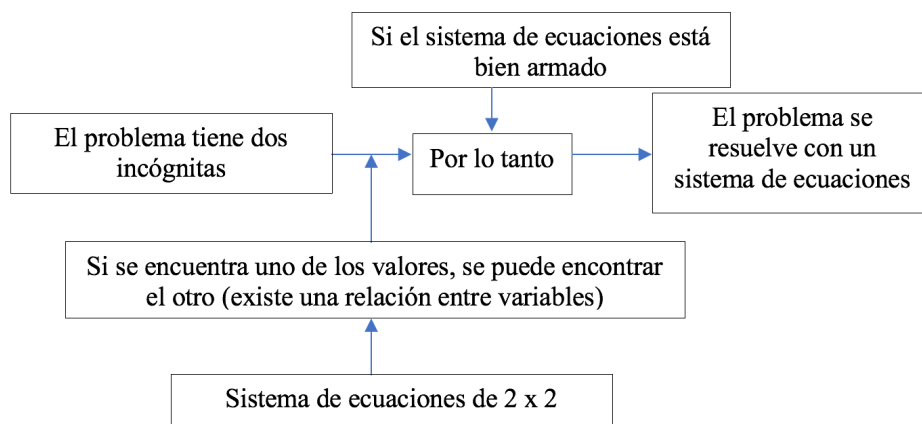 Si el sistema de ecuaciones está
bien armado
El problema tiene dos
incógnitas
Por lo tanto
El problema se
resuelve con un
sistema de ecuaciones
Si se encuentra uno de los valores, se puede encontrar
el otro (existe una relación entre variables)
Sistema de ecuaciones de 2 x 2